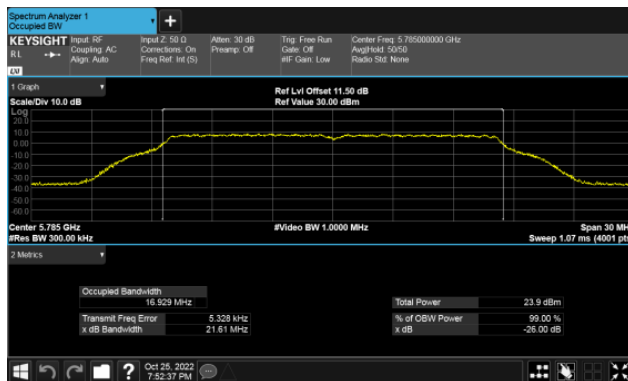 Spectrum Analyzer 1
Occupied BW
+
KEYSIGHT Input: RF Input Z: 50 Ω Atten: 30 dB Trig: Free Run Center Freq: 5.785000000 GHz
RL Coupling: AC Corrections: On Preamp: Off Gate: Off Avg|Hold: 50/50
Align: Auto Freq Ref: Int (S) #IF Gain: Low Radio Std: None
1 Graph
Ref Lvl Offset 11.50 dB
Scale/Div 10.0 dB Ref Value 30.00 dBm
Log
20.0
10.0
0.00
-10.0
-20.0
-30.0
-40.0
-50.0
-60.0
Center 5.785 GHz #Video BW 1.0000 MHz Span 30 MH
#Res BW 300.00 kHz Sweep 1.07 ms (4001 pts
2 Metrics
Occupied Bandwidth
16.929 MHz Total Power 23.9 dBm
Transmit Freq Error 5.328 kHz % of OBW Power 99.00 %
x dB Bandwidth 21.61 MHz x dB -26.00 dB
? Oct 25, 2022
7:52:37 PM